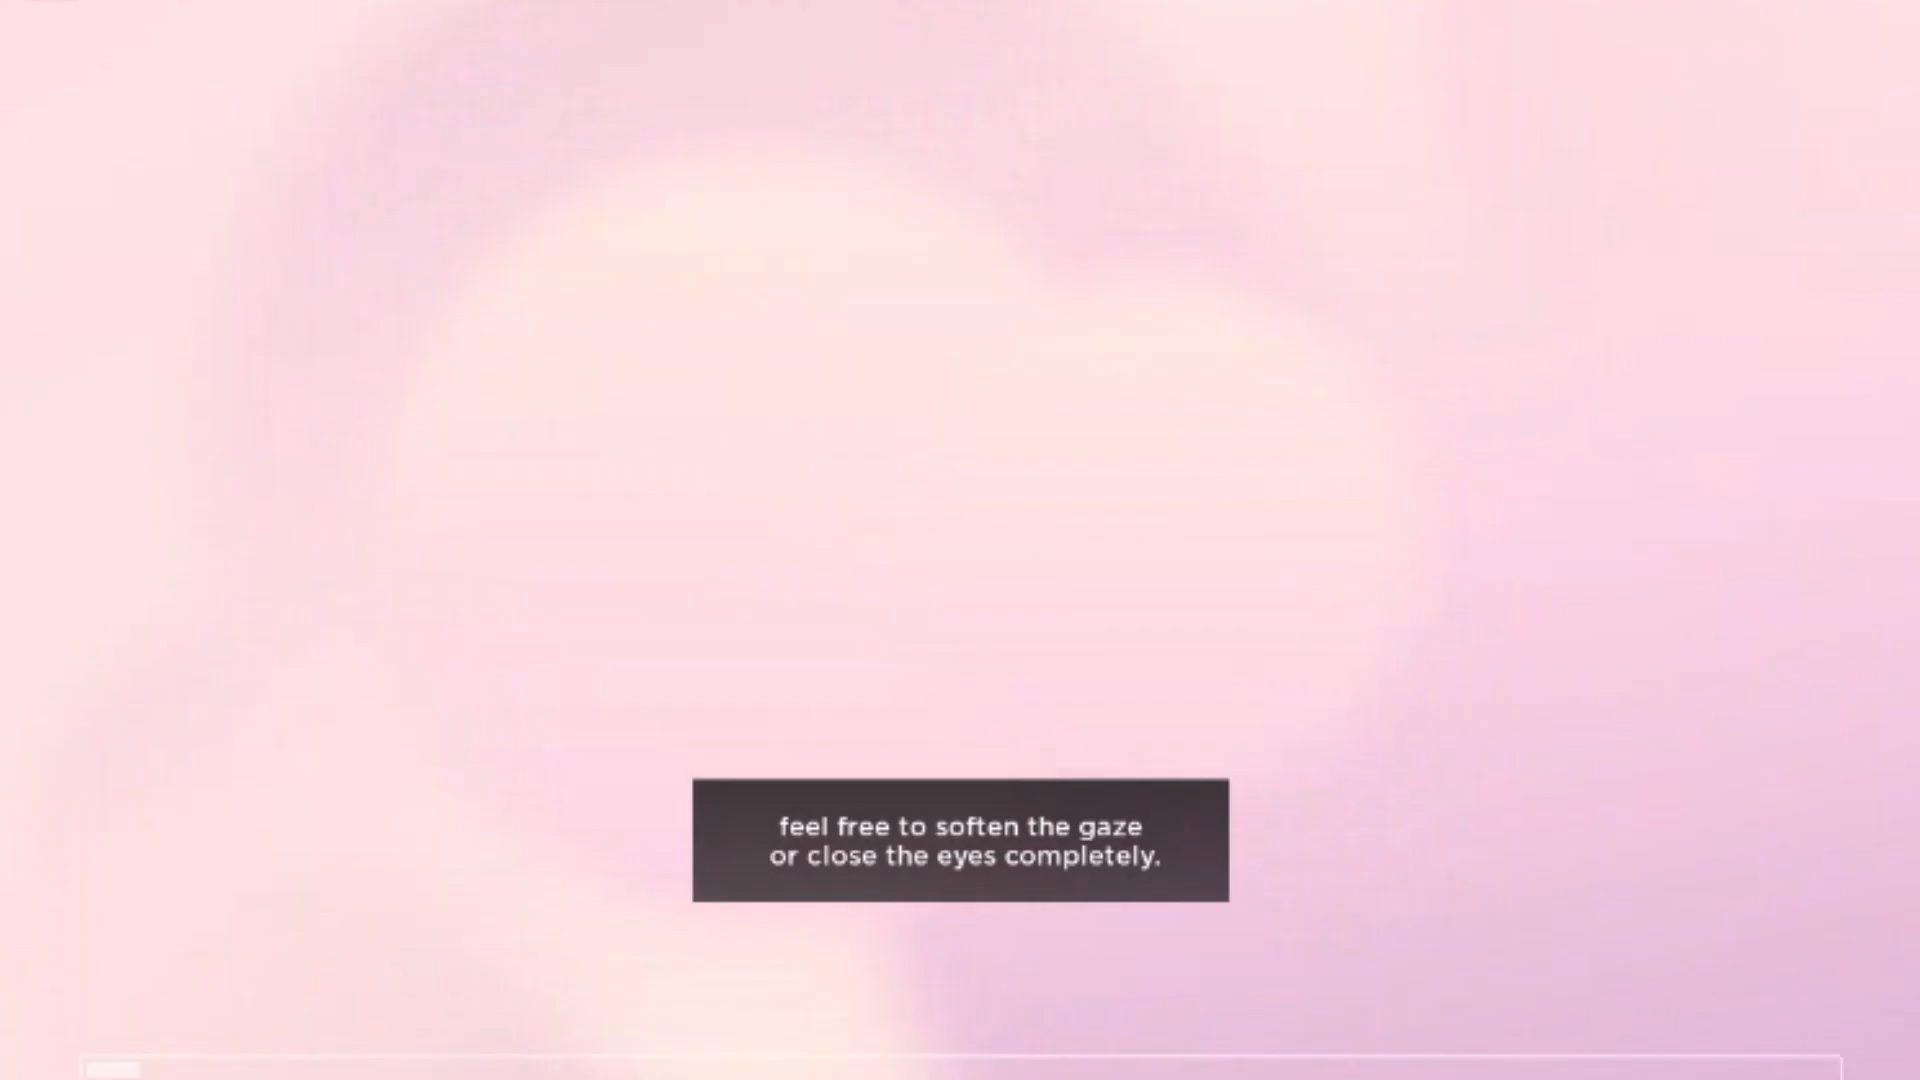 feel free to soften the gaze
or close the eyes completely.